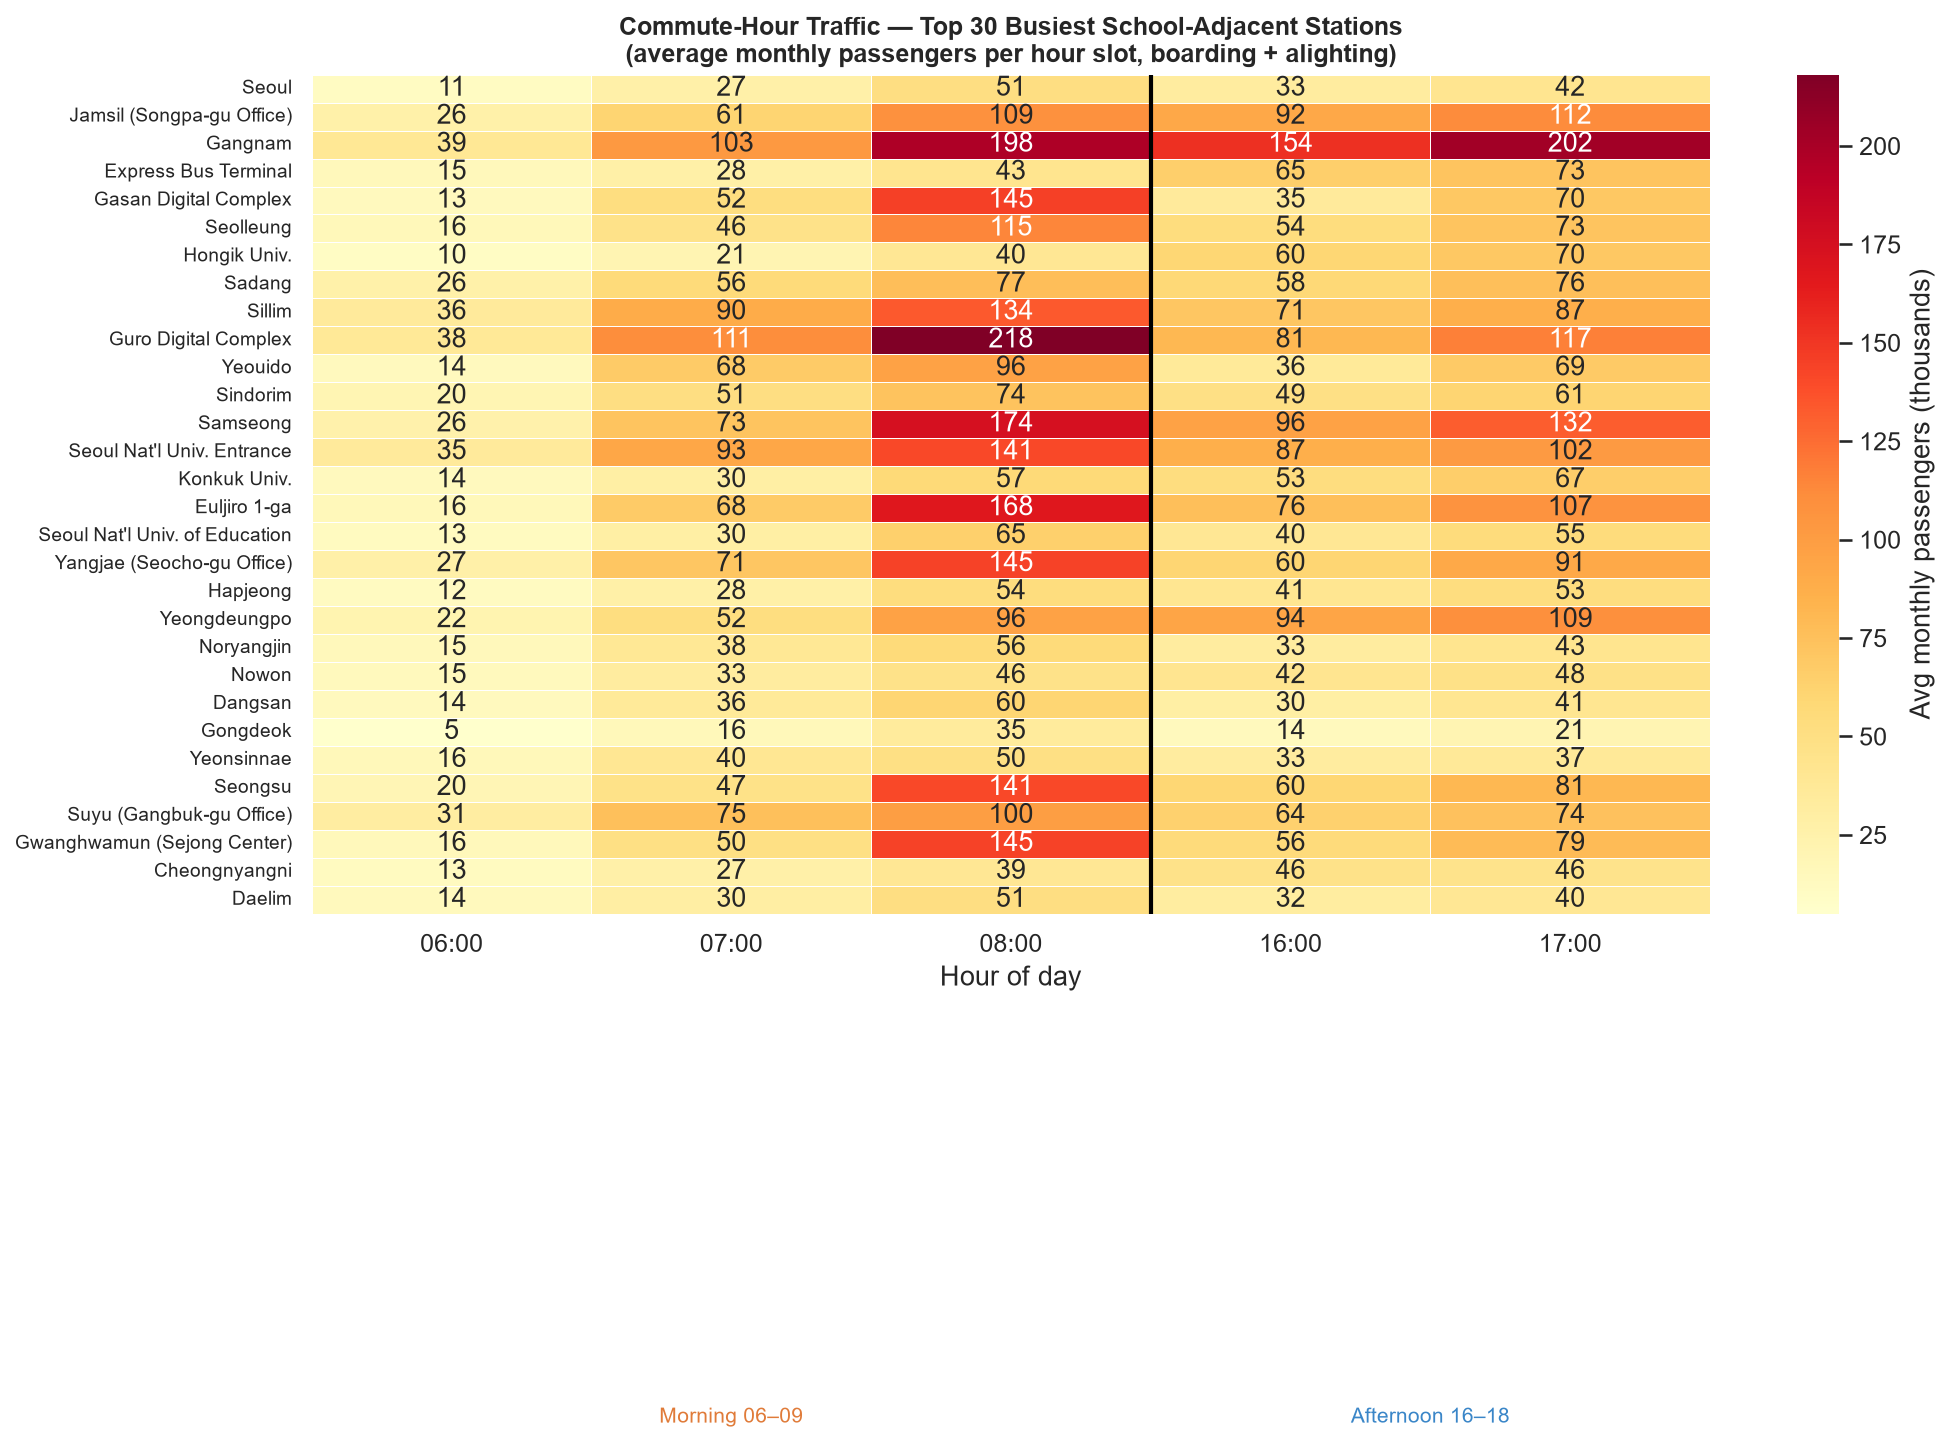 Commute-Hour Traffic — Top 30 Busiest School-Adjacent Stations
(average monthly passengers per hour slot, boarding + alighting)
Seoul 11 27 51 33 42
Jamsil (Songpa-gu Office) 26 61 109 92 112
Gangnam 39 103 198 154 202
Express Bus Terminal 15 28 43 65 73
Gasan Digital Complex 13 52 145 35 70
Seolleung 16 46 115 54 73
Hongik Univ. 10 21 40 60 70
Sadang 26 56 77 58 76
Sillim 36 90 134 71 87
Guro Digital Complex 38 111 218 81 117
Yeouido 14 68 96 36 69
Sindorim 20 51 74 49 61
Samseong 26 73 174 96 132
Seoul Nat'l Univ. Entrance 35 93 141 87 102
Konkuk Univ. 14 30 57 53 67
Euljiro 1-ga 16 68 168 76 107
Seoul Nat'l Univ. of Education 13 30 65 40 55
Yangjae (Seocho-gu Office) 27 71 145 60 91
Hapjeong 12 28 54 41 53
Yeongdeungpo 22 52 96 94 109
Noryangjin 15 38 56 33 43
Nowon 15 33 46 42 48
Dangsan 14 36 60 30 41
Gongdeok 5 16 35 14 21
Yeonsinnae 16 40 50 33 37
Seongsu 20 47 141 60 81
Suyu (Gangbuk-gu Office) 31 75 100 64 74
Gwanghwamun (Sejong Center) 16 50 145 56 79
Cheongnyangni 13 27 39 46 46
Daelim 14 30 51 32 40
06:00 07:00 08:00 16:00 17:00
Hour of day
200
175
150
125
100
75
50
25
Avg monthly passengers (thousands)
Morning 06–09
Afternoon 16–18